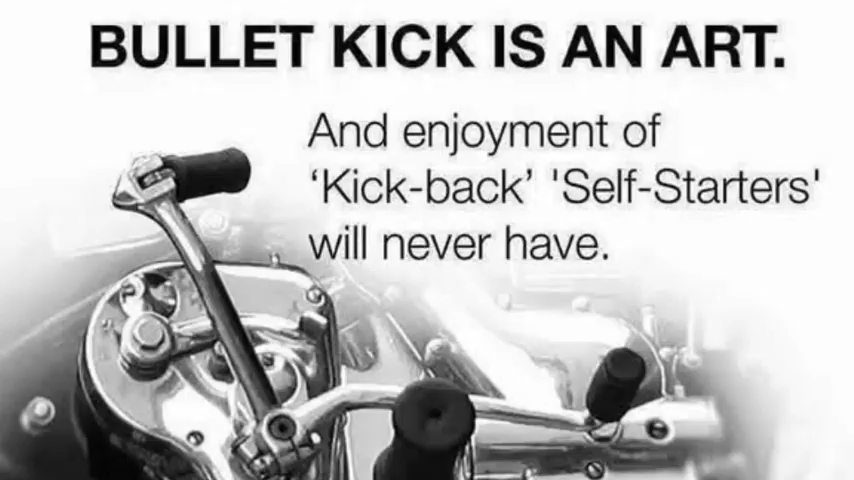 BULLET KICK IS AN ART.
And enjoyment of
‘Kick-back’ 'Self-Starters'
will never have.